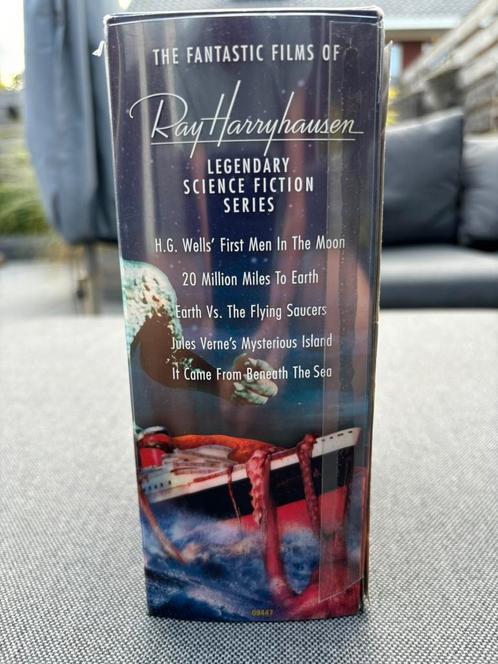 THE FANTASTIC FILMS OF
Ray Harryhausen
LEGENDARY
SCIENCE FICTION
SERIES
H.G. Wells' First Men In The Moon
20 Million Miles To Earth
Earth Vs. The Flying Saucers
Jules Verne's Mysterious Island
It Came From Beneath The Sea
09447